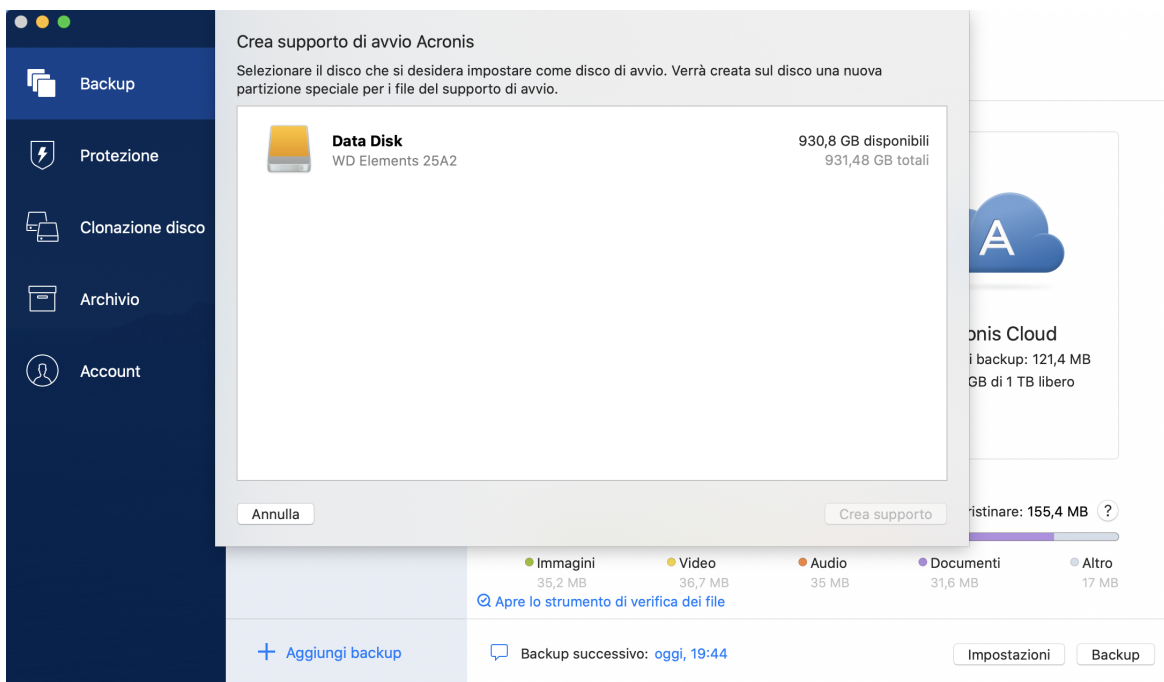 Crea supporto di avvio Acronis
Selezionare il disco che si desidera impostare come disco di avvio. Verrà creata sul disco una nuova
partizione speciale per i file del supporto di avvio.
Data Disk
WD Elements 25A2
930,8 GB disponibili
931,48 GB totali
Annulla
Crea supporto
Backup
Protezione
Clonazione disco
Archivio
Account
Cloud
backup: 121,4 MB
GB di 1 TB libero
155,4 MB ?
Immagini
35,2 MB
Video
36,7 MB
Audio
35 MB
Documenti
31,6 MB
Altro
17 MB
Apre lo strumento di verifica dei file
Aggiungi backup
Backup successivo: oggi, 19:44
Impostazioni
Backup